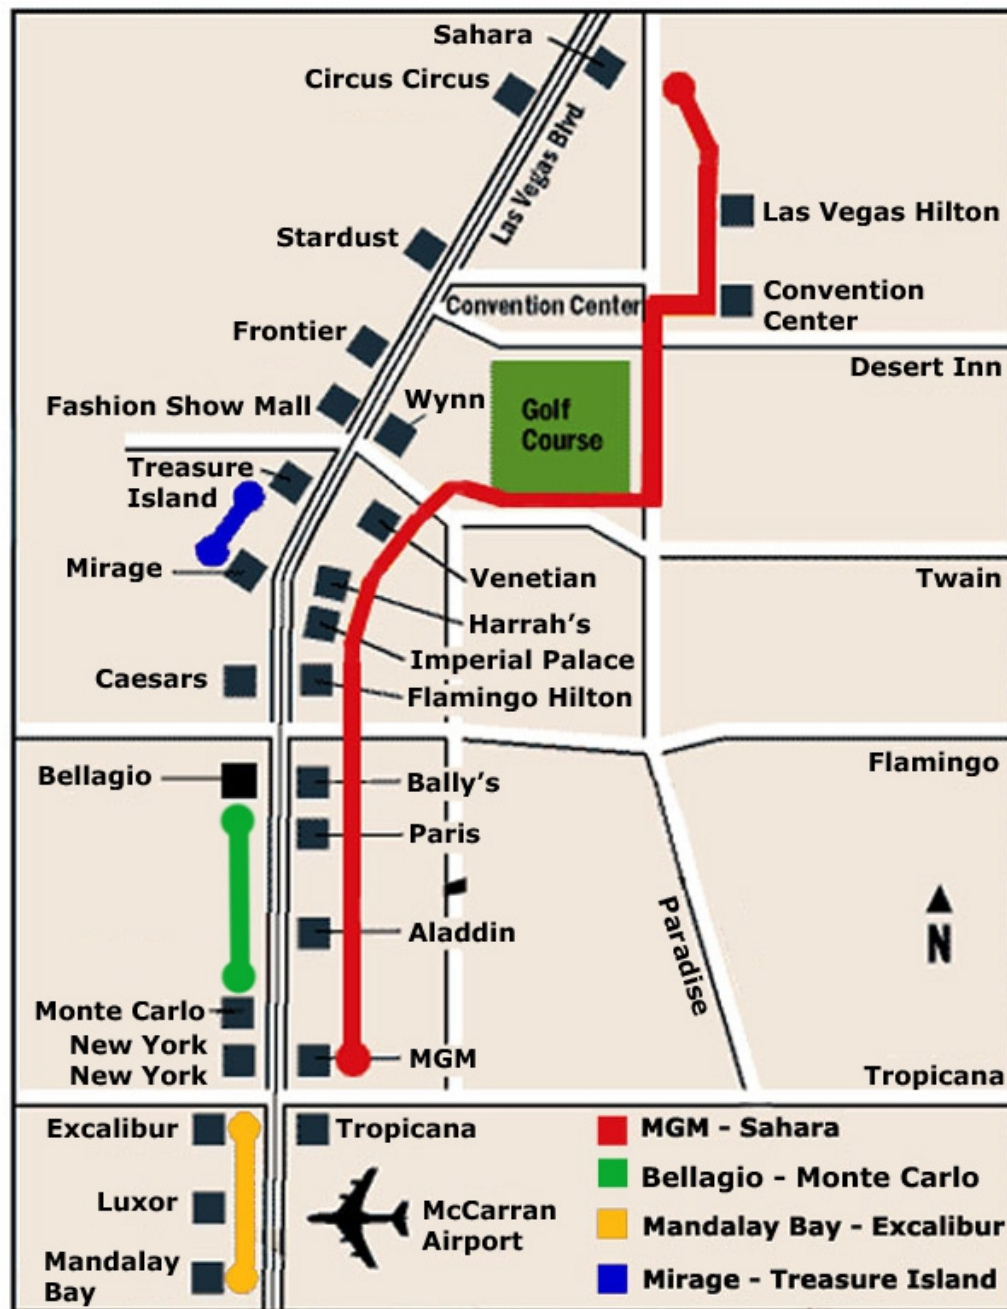 Sahara
Circus Circus
Las Vegas Blvd
Las Vegas Hilton
Stardust
Convention
Center
Convention Center
Frontier
Desert Inn
Wynn
Fashion Show Mall
Golf
Course
Treasure
Island
Mirage
Venetian
Twain
Harrah's
Imperial Palace
Caesars
Flamingo Hilton
Flamingo
Bellagio
Bally's
Paris
Aladdin
Paradise
N
Monte Carlo
New York
New York
MGM
Tropicana
Excalibur
Tropicana
MGM - Sahara
Bellagio - Monte Carlo
Luxor
McCarran
Airport
Mandalay Bay - Excalibur
Mandalay
Bay
Mirage - Treasure Island